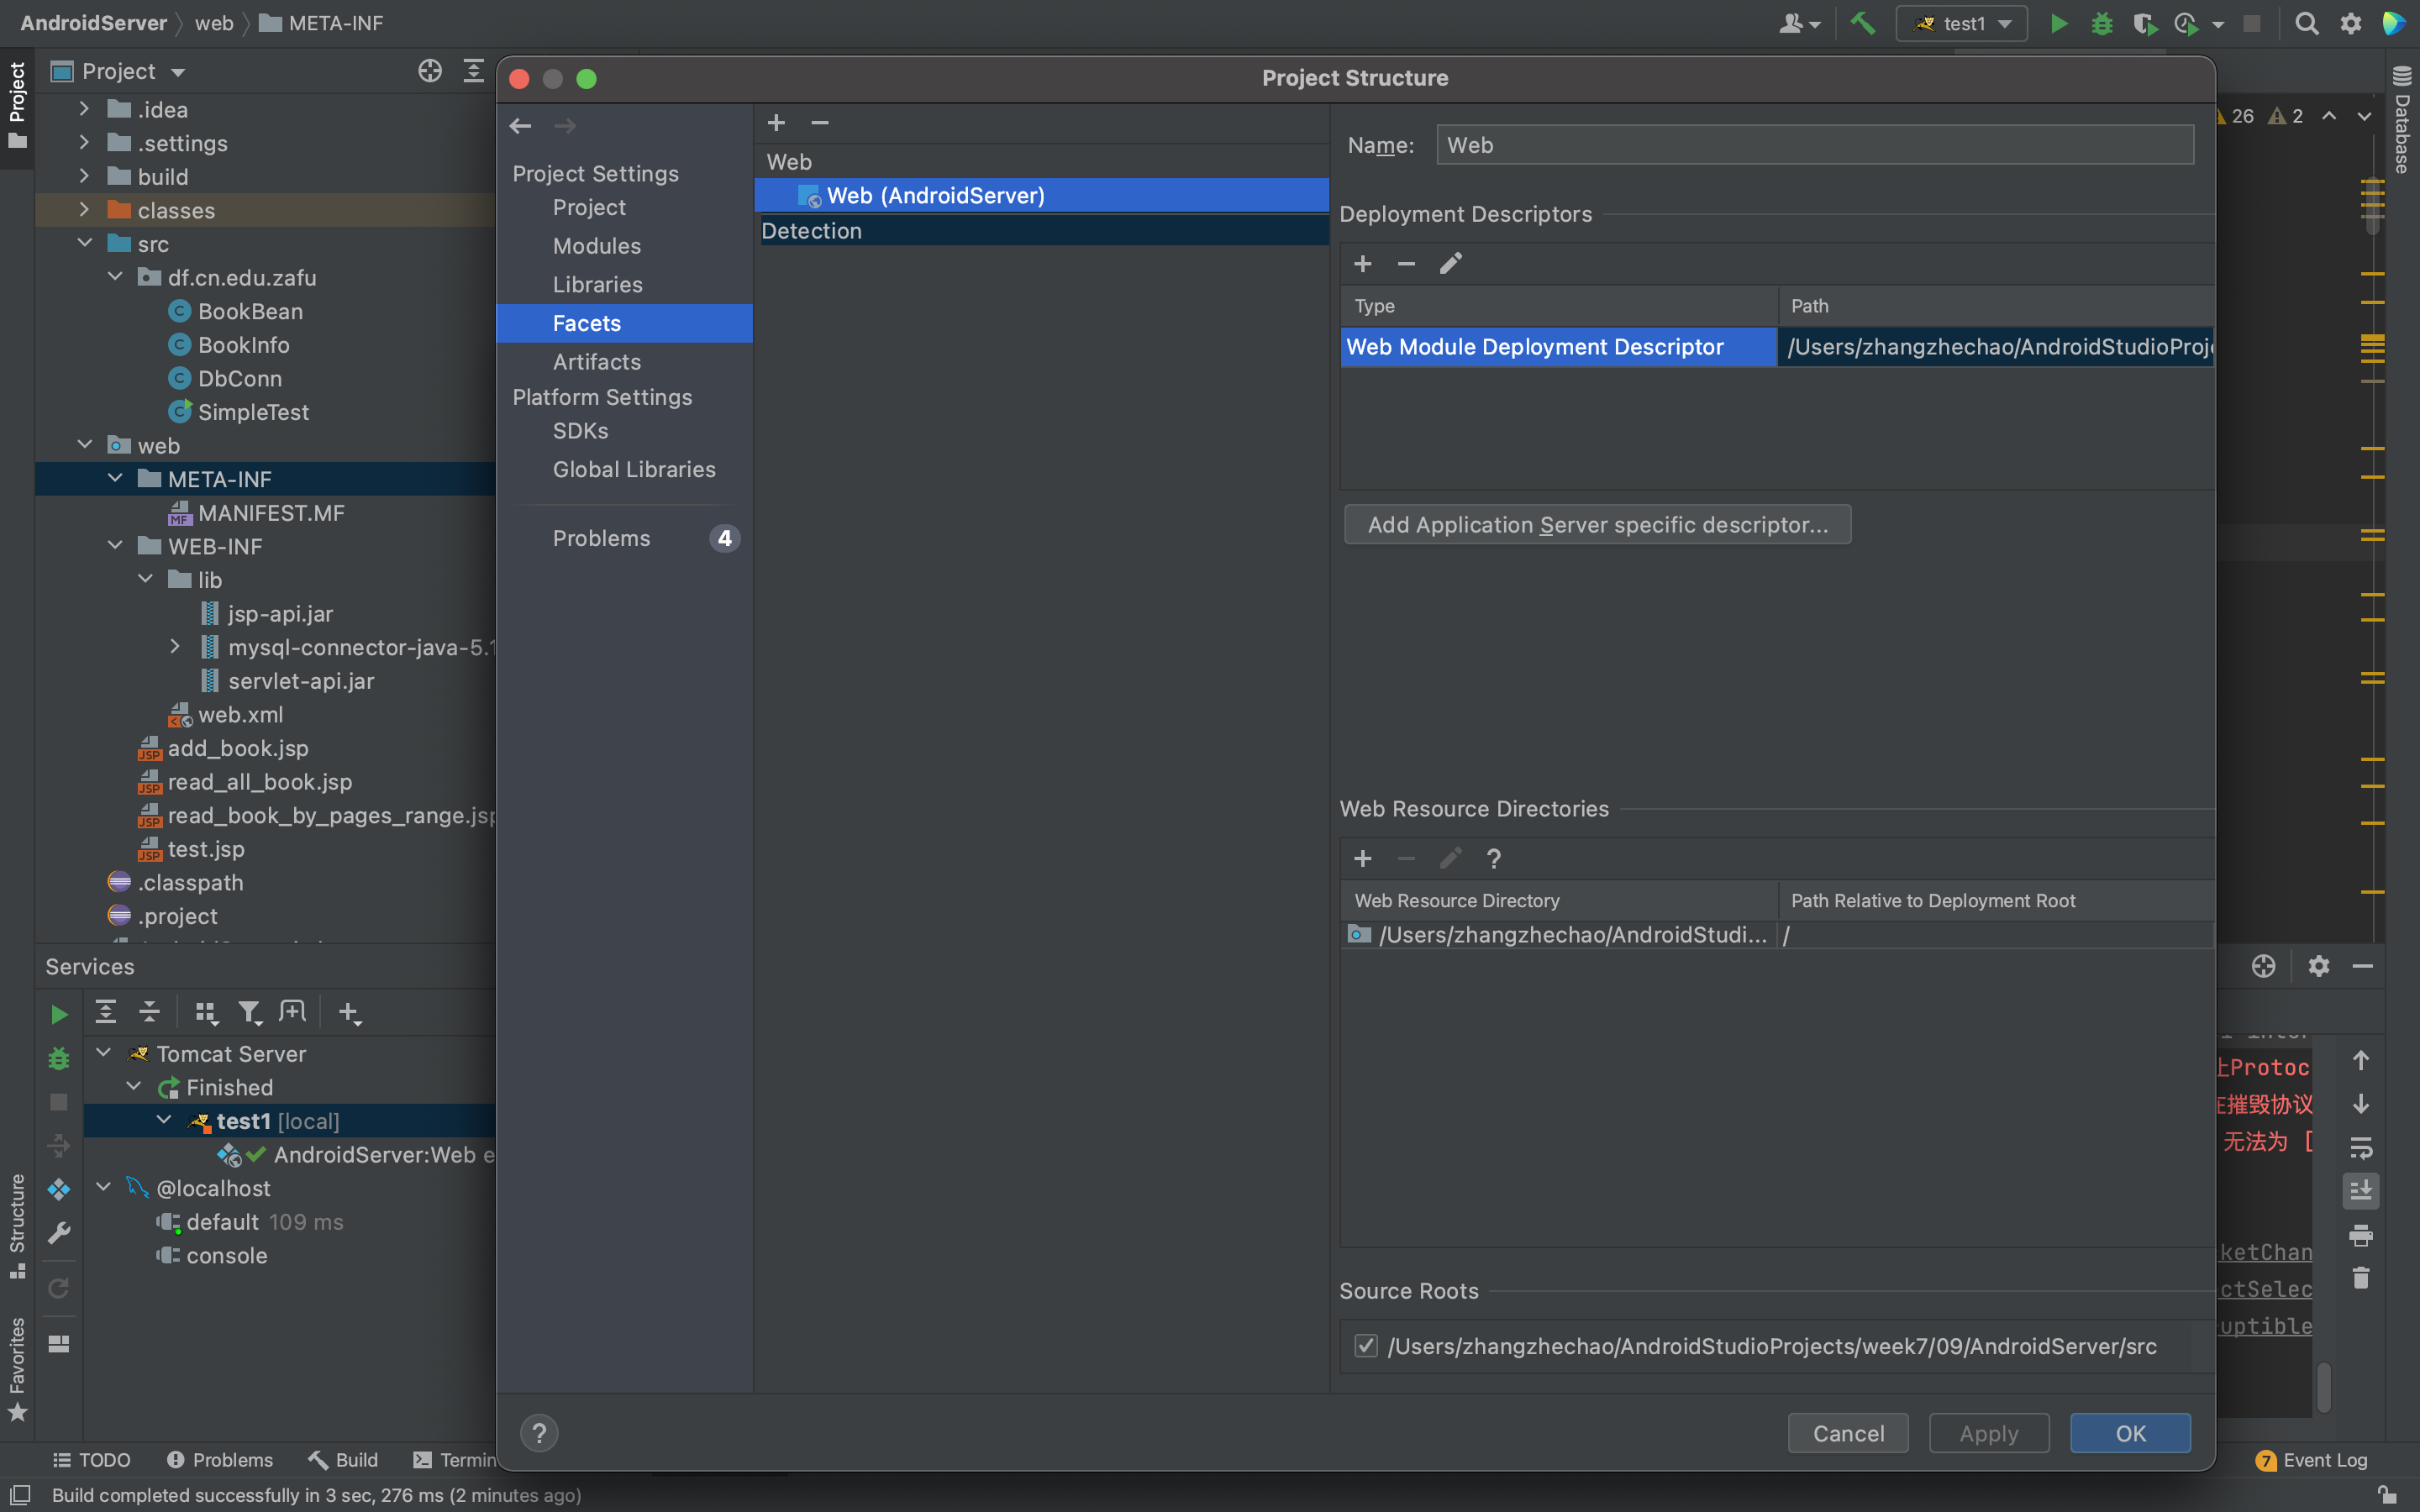 AndroidServer
web
META-INF
test1
Project
Project
.idea
.settings
build
classes
src
df.cn.edu.zafu
BookBean
BookInfo
DbConn
SimpleTest
web
META-INF
MANIFEST.MF
WEB-INF
lib
jsp-api.jar
mysql-connector-java-5.1
servlet-api.jar
web.xml
add_book.jsp
read_all_book.jsp
read_book_by_pages_range.jsp
test.jsp
.classpath
.project
Project Structure
Project Settings
Project
Modules
Libraries
Facets
Artifacts
Platform Settings
SDKs
Global Libraries
Problems 4
Web
Web (AndroidServer)
Detection
Name: Web
Deployment Descriptors
Type Path
Web Module Deployment Descriptor /Users/zhangzhechao/AndroidStudioProj
Add Application Server specific descriptor...
Web Resource Directories
?
Web Resource Directory Path Relative to Deployment Root
/Users/zhangzhechao/AndroidStudi... /
Source Roots
/Users/zhangzhechao/AndroidStudioProjects/week7/09/AndroidServer/src
?
Cancel
Apply
OK
26 2
Database
Services
Tomcat Server
Finished
test1 [local]
AndroidServer:Web e
@localhost
default 109 ms
console
Structure
Favorites
止Protoc
在摧毁协议
无法为 [
ketChan
ctSelec
uptible
TODO
Problems
Build
Termin
7 Event Log
Build completed successfully in 3 sec, 276 ms (2 minutes ago)